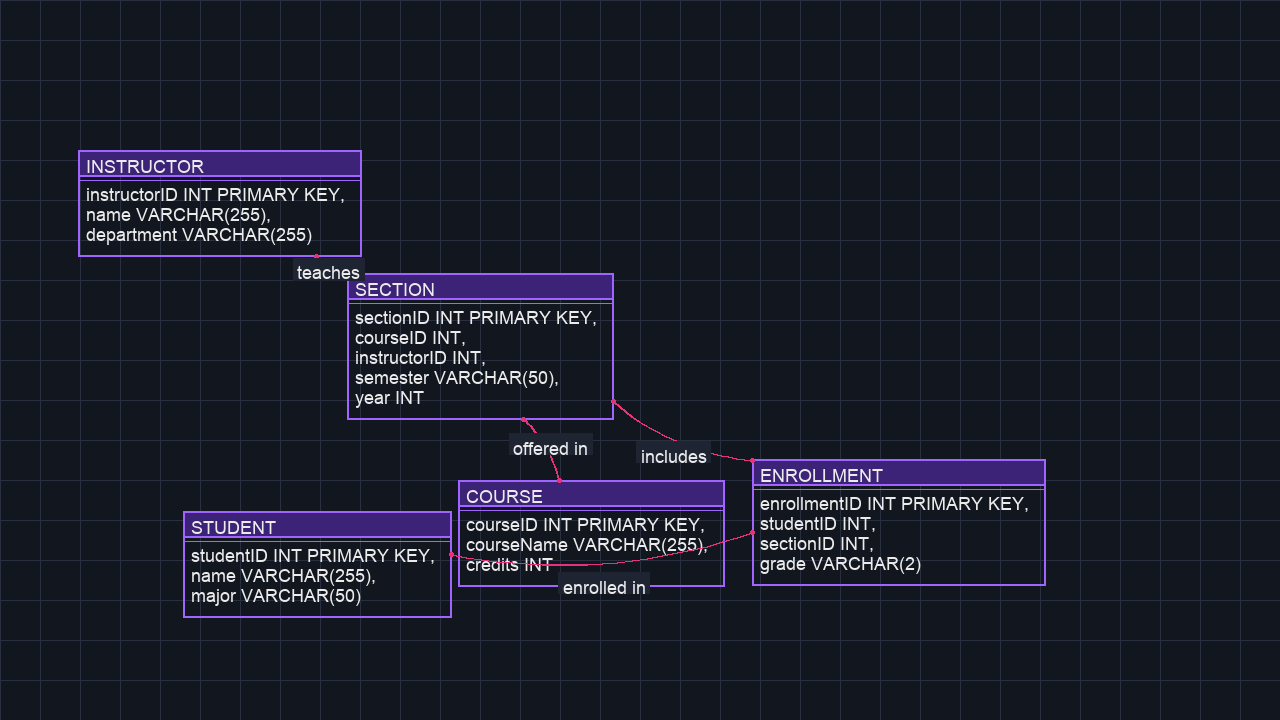 INSTRUCTOR
instructorID INT PRIMARY KEY,
name VARCHAR(255),
department VARCHAR(255)
teaches
SECTION
sectionID INT PRIMARY KEY,
courseID INT,
instructorID INT,
semester VARCHAR(50),
year INT
offered in
includes
COURSE
courseID INT PRIMARY KEY,
courseName VARCHAR(255),
credits INT
ENROLLMENT
enrollmentID INT PRIMARY KEY,
studentID INT,
sectionID INT,
grade VARCHAR(2)
STUDENT
studentID INT PRIMARY KEY,
name VARCHAR(255),
major VARCHAR(50)
enrolled in